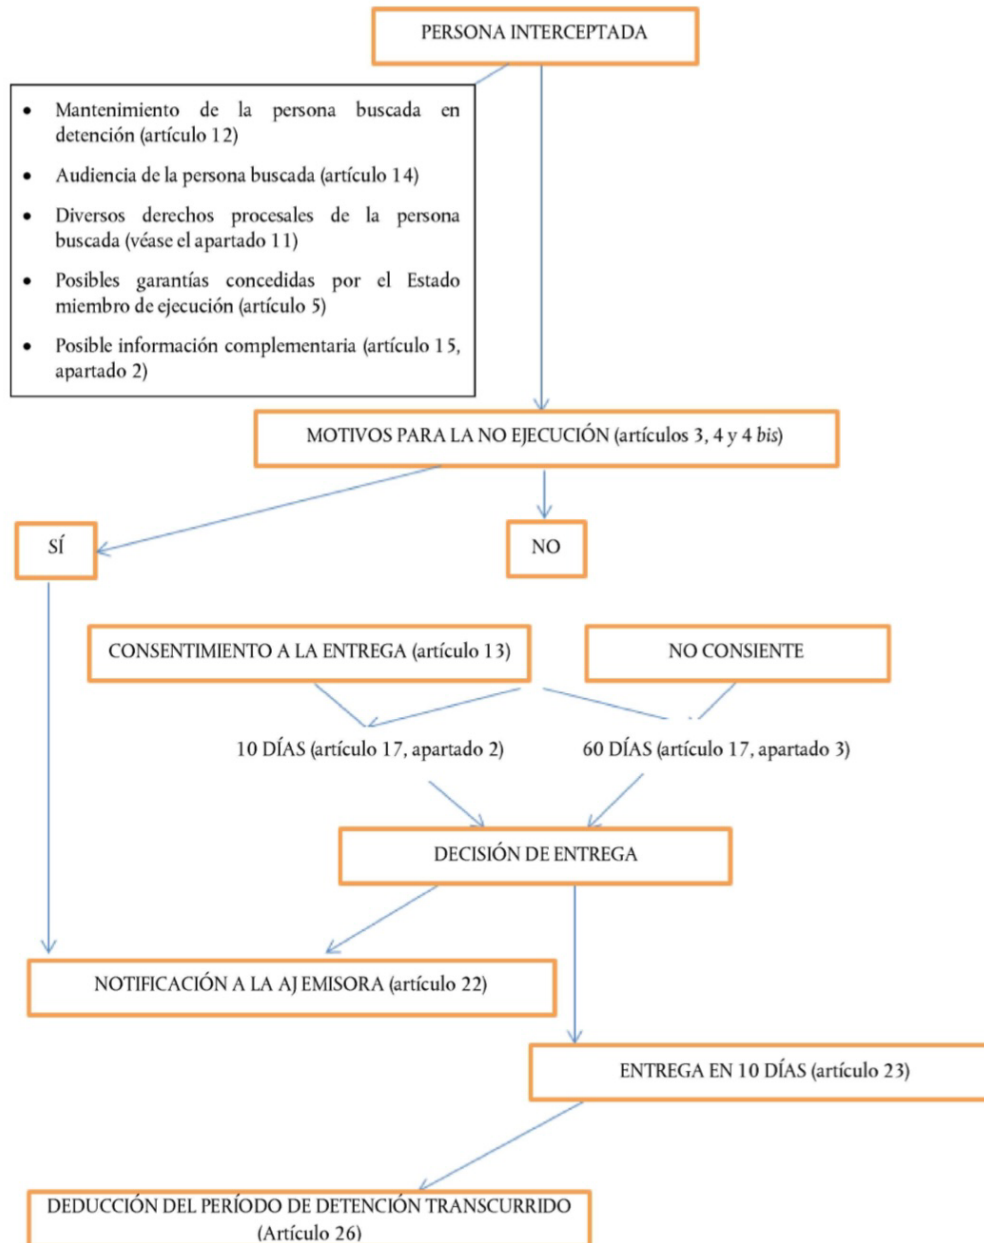 PERSONA INTERCEPTADA
• Mantenimiento de la persona buscada en
detención (artículo 12)
• Audiencia de la persona buscada (artículo 14)
• Diversos derechos procesales de la persona
buscada (véase el apartado 11)
• Posibles garantías concedidas por el Estado
miembro de ejecución (artículo 5)
• Posible información complementaria (artículo 15,
apartado 2)
MOTIVOS PARA LA NO EJECUCIÓN (artículos 3, 4 y 4 bis)
SÍ
NO
CONSENTIMIENTO A LA ENTREGA (artículo 13)
NO CONSIENTE
10 DÍAS (artículo 17, apartado 2)
60 DÍAS (artículo 17, apartado 3)
DECISIÓN DE ENTREGA
NOTIFICACIÓN A LA AJ EMISORA (artículo 22)
ENTREGA EN 10 DÍAS (artículo 23)
DEDUCCIÓN DEL PERÍODO DE DETENCIÓN TRANSCURRIDO
(Artículo 26)